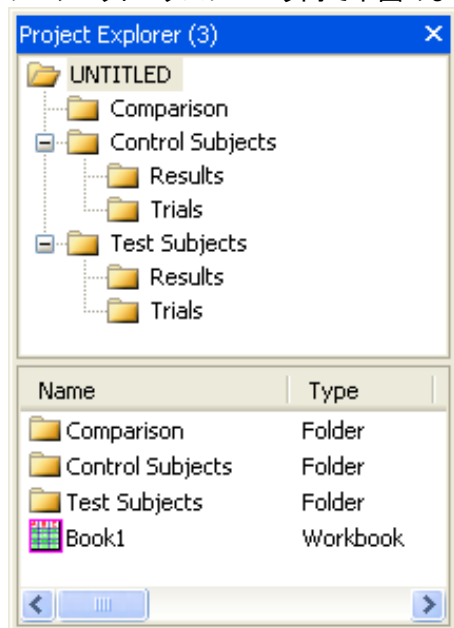 Project Explorer (3)
UNTITLED
Comparison
Control Subjects
Results
Trials
Test Subjects
Results
Trials
Name Type
Comparison Folder
Control Subjects Folder
Test Subjects Folder
Book1 Workbook